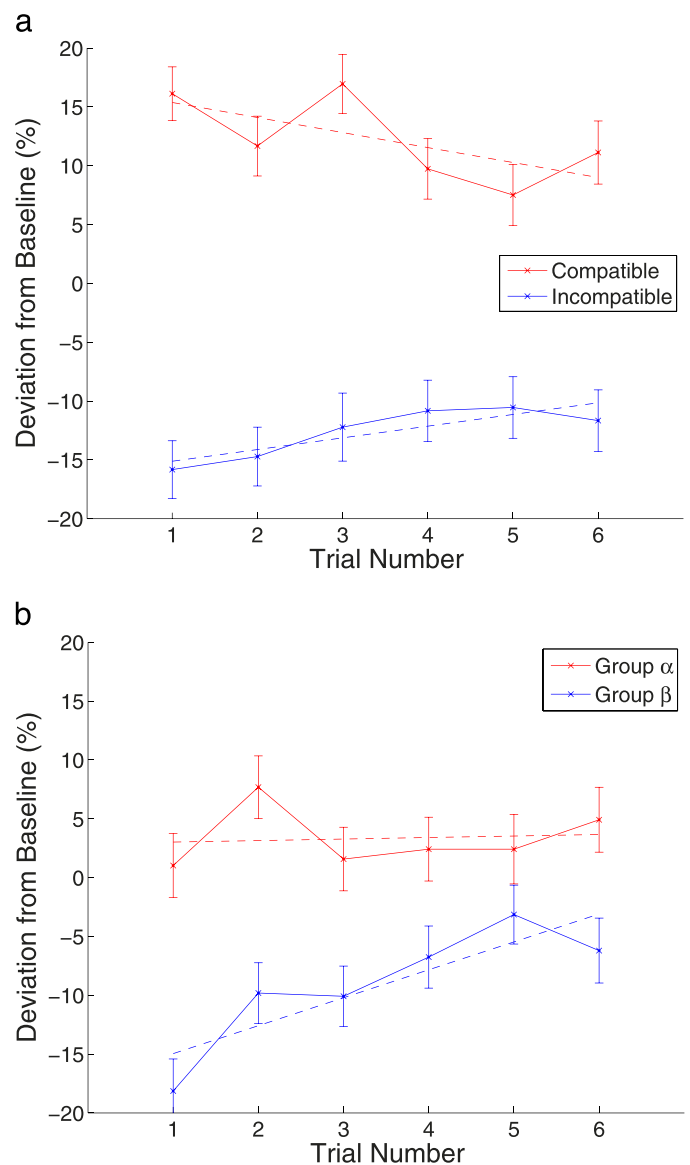 a
Deviation from Baseline (%)
20
15
10
5
0
−5
−10
−15
−20
Compatible
Incompatible
1 2 3 4 5 6
Trial Number
b
Deviation from Baseline (%)
20
15
10
5
0
−5
−10
−15
−20
Group α
Group β
1 2 3 4 5 6
Trial Number